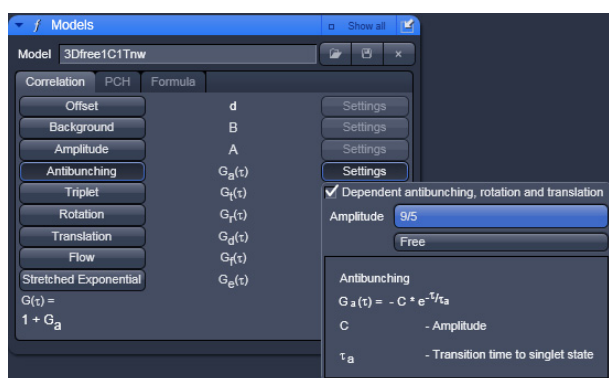 Models Show all
Model 3Dfree1C1Tnw
Correlation PCH Formula
Offset d Settings
Background B Settings
Amplitude A Settings
Antibunching Ga(τ) Settings
Triplet Gt(τ)
Rotation Gr(τ)
Translation Gd(τ)
Flow Gf(τ)
Stretched Exponential Ge(τ)
G(τ) =
1 + Ga
Dependent antibunching, rotation and translation
Amplitude 9/5
Free
Antibunching
Ga(τ) = - C * e-τ/τa
C - Amplitude
τa - Transition time to singlet state